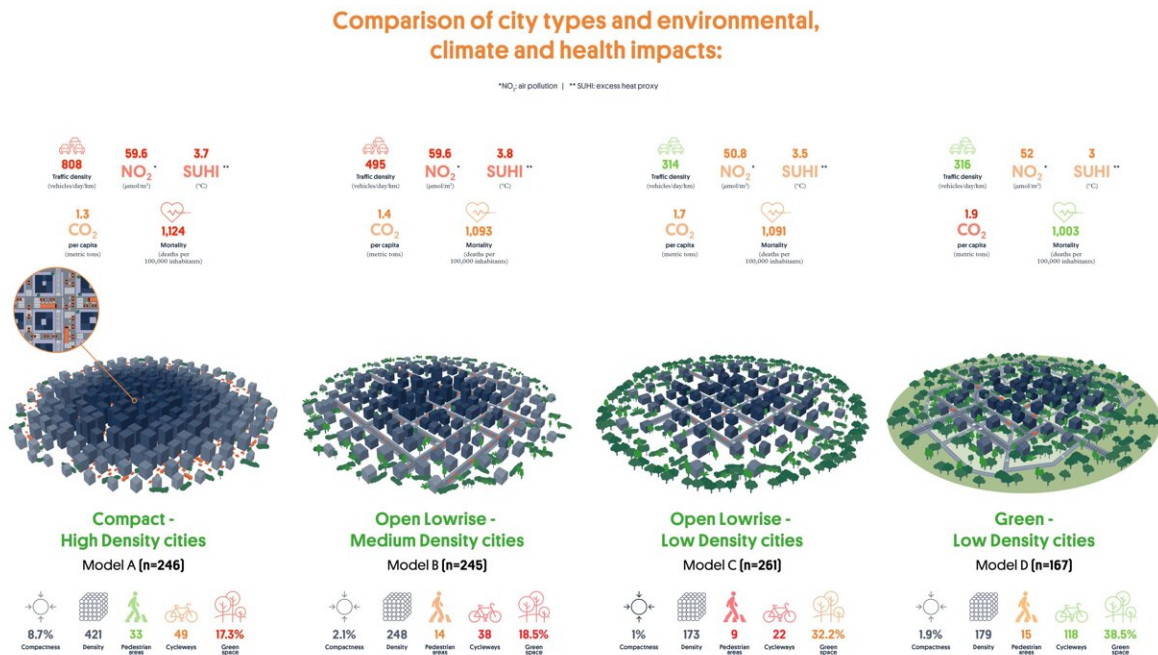 Comparison of city types and environmental,
climate and health impacts:
*NO₂: air pollution | ** SUHI: excess heat proxy
808
Traffic density
(vehicles/day/km)
59.6
NO₂*
(μmol/m²)
3.7
SUHI**
(°C)
1.3
CO₂
per capita
(metric tons)
1,124
Mortality
(deaths per
100,000 inhabitants)
495
Traffic density
(vehicles/day/km)
59.6
NO₂*
(μmol/m²)
3.8
SUHI**
(°C)
1.4
CO₂
per capita
(metric tons)
1,093
Mortality
(deaths per
100,000 inhabitants)
314
Traffic density
(vehicles/day/km)
50.8
NO₂*
(μmol/m²)
3.5
SUHI**
(°C)
1.7
CO₂
per capita
(metric tons)
1,091
Mortality
(deaths per
100,000 inhabitants)
316
Traffic density
(vehicles/day/km)
52
NO₂*
(μmol/m²)
3
SUHI**
(°C)
1.9
CO₂
per capita
(metric tons)
1,003
Mortality
(deaths per
100,000 inhabitants)
Compact -
High Density cities
Model A (n=246)
8.7%
Compactness
421
Density
33
Pedestrian
areas
49
Cycleways
17.3%
Green
space
Open Lowrise -
Medium Density cities
Model B (n=245)
2.1%
Compactness
248
Density
14
Pedestrian
areas
38
Cycleways
18.5%
Green
space
Open Lowrise -
Low Density cities
Model C (n=261)
1%
Compactness
173
Density
9
Pedestrian
areas
22
Cycleways
32.2%
Green
space
Green -
Low Density cities
Model D (n=167)
1.9%
Compactness
179
Density
15
Pedestrian
areas
118
Cycleways
38.5%
Green
space